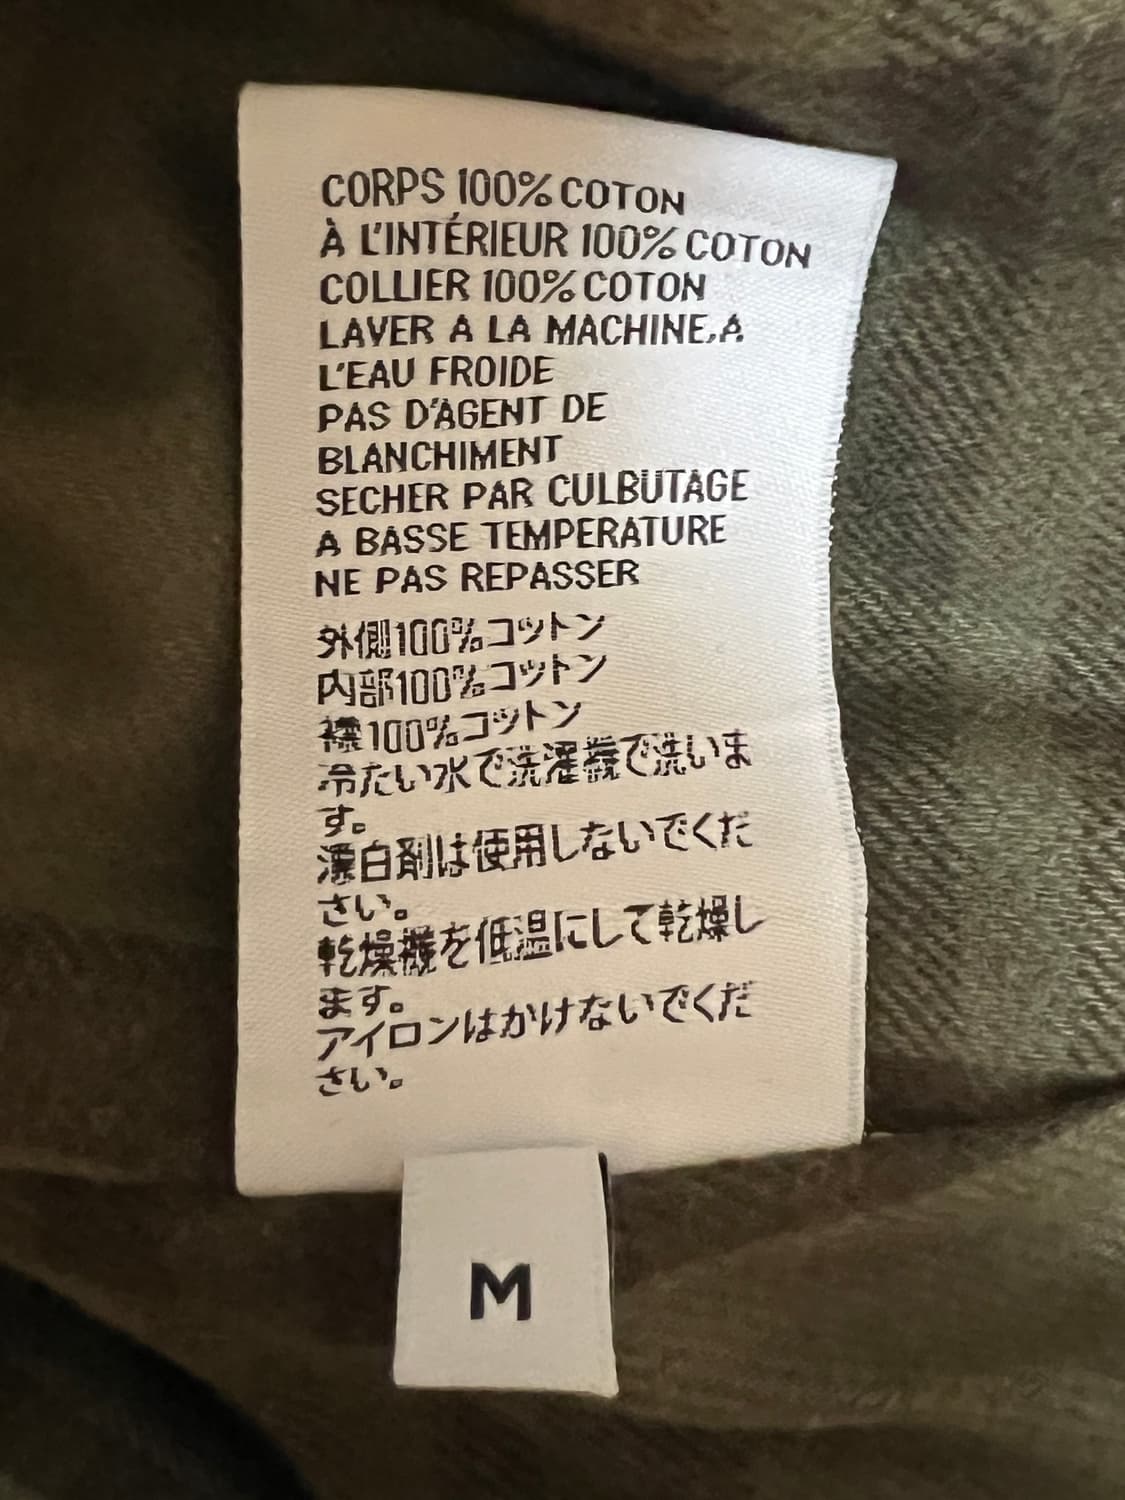 CORPS 100% COTON
À L'INTÉRIEUR 100% COTON
COLLIER 100% COTON
LAVER A LA MACHINE,A
L'EAU FROIDE
PAS D'AGENT DE
BLANCHIMENT
SECHER PAR CULBUTAGE
A BASSE TEMPERATURE
NE PAS REPASSER
外側100%コットン
内部100%コットン
襟100%コットン
冷たい水で洗濯機で洗いま
す。
漂白剤は使用しないでくだ
さい。
乾燥機を低温にして乾燥し
ます。
アイロンはかけないでくだ
さい。
M